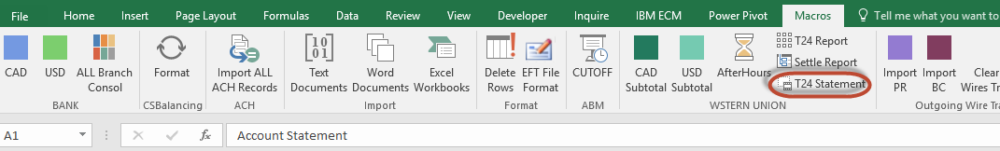 File Home Insert Page Layout Formulas Data Review View Developer Inquire IBM ECM Power Pivot Macros Tell me what you want to
CAD USD ALL Branch Consol
Format
Import ALL ACH Records
Text Documents
Word Documents
Excel Workbooks
Delete Rows
EFT File Format
CUTOFF
CAD Subtotal
USD Subtotal
AfterHours
T24 Report
Settle Report
T24 Statement
Import PR
Import BC
Clear
Wires Tra
BANK CSBalancing ACH Import Format ABM WSTERN UNION Outgoing Wire Tra
A1 fx Account Statement